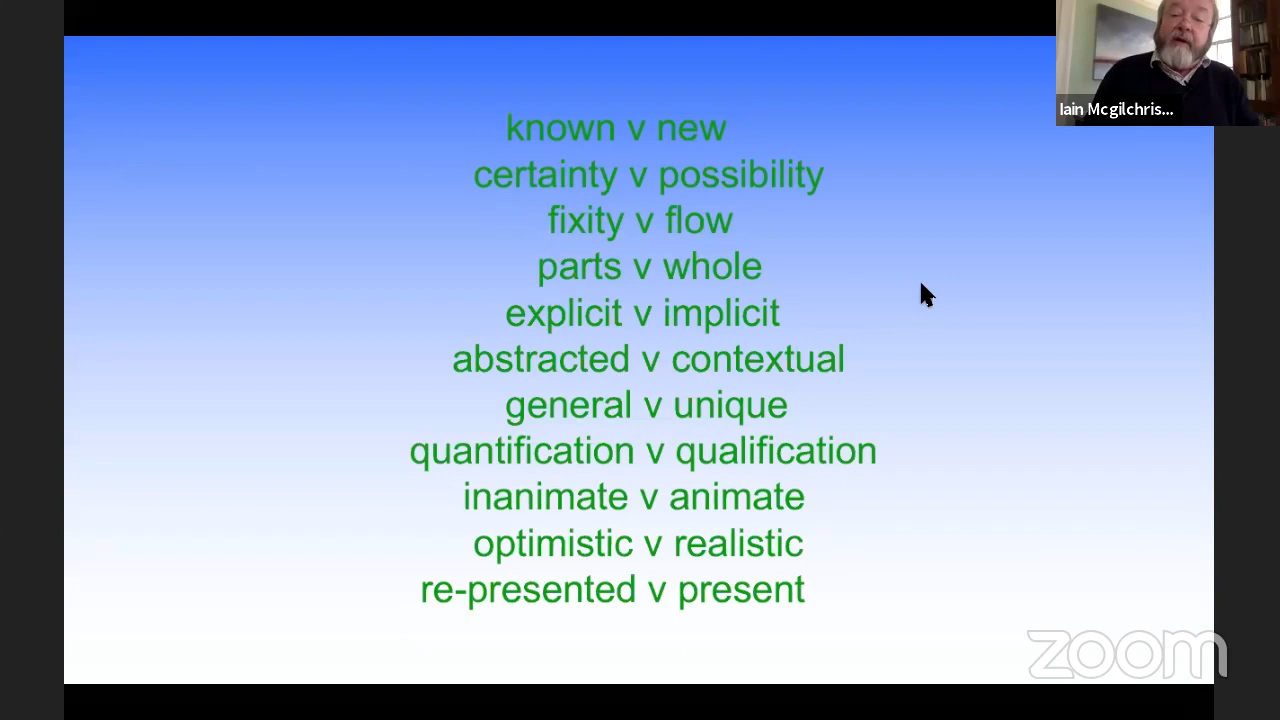 Iain Mcgilchris...
known v new
certainty v possibility
fixity v flow
parts v whole
explicit v implicit
abstracted v contextual
general v unique
quantification v qualification
inanimate v animate
optimistic v realistic
re-presented v present
zoom